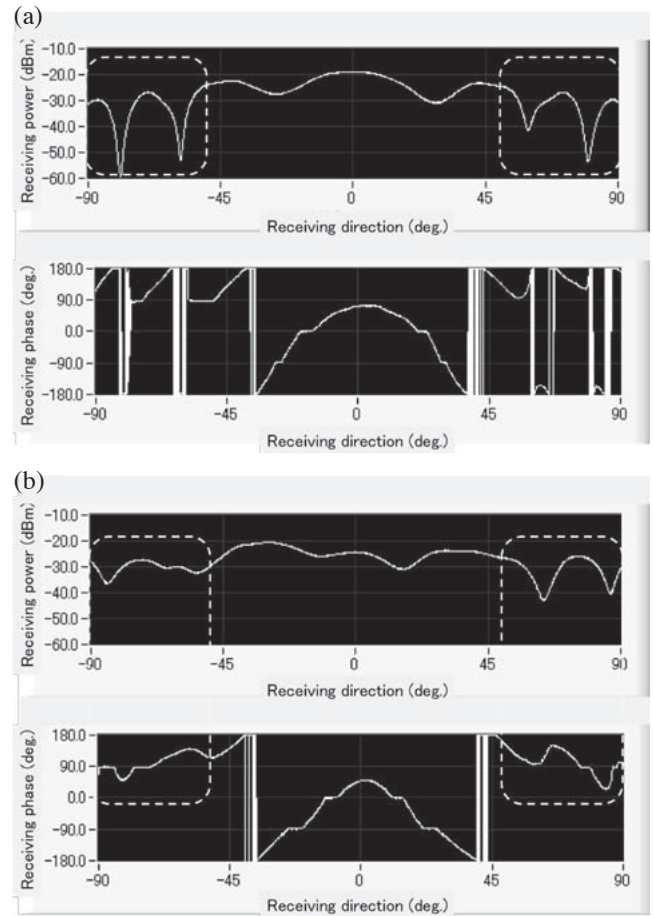 (a)
Receiving power (dBm)
-10.0
-20.0
-30.0
-40.0
-50.0
-60.0
-90 -45 0 45 90
Receiving direction (deg.)
Receiving phase (deg.)
180.0
90.0
0.0
-90.0
-180.0
-90 -45 0 45 90
Receiving direction (deg.)
(b)
Receiving power (dBm)
-10.0
-20.0
-30.0
-40.0
-50.0
-60.0
-90 -45 0 45 90
Receiving direction (deg.)
Receiving phase (deg.)
180.0
90.0
0.0
-90.0
-180.0
-90 -45 0 45 90
Receiving direction (deg.)